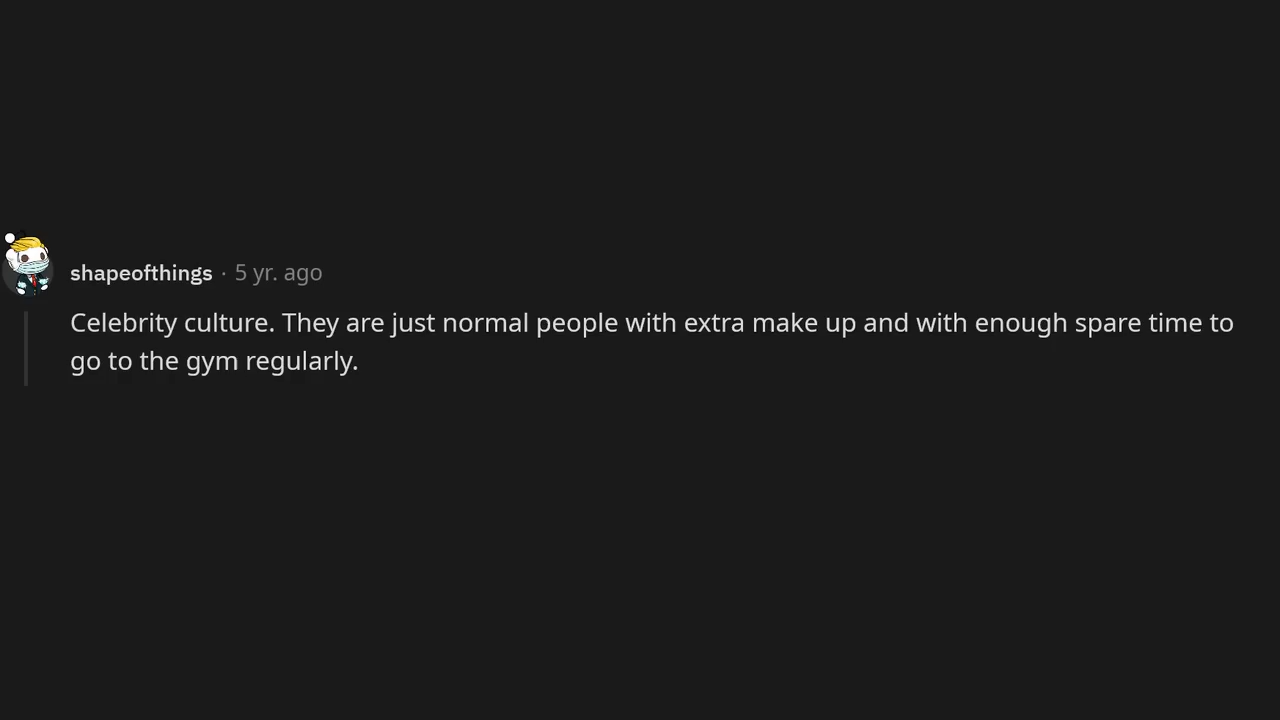 shapeofthings · 5 yr. ago
Celebrity culture. They are just normal people with extra make up and with enough spare time to
go to the gym regularly.